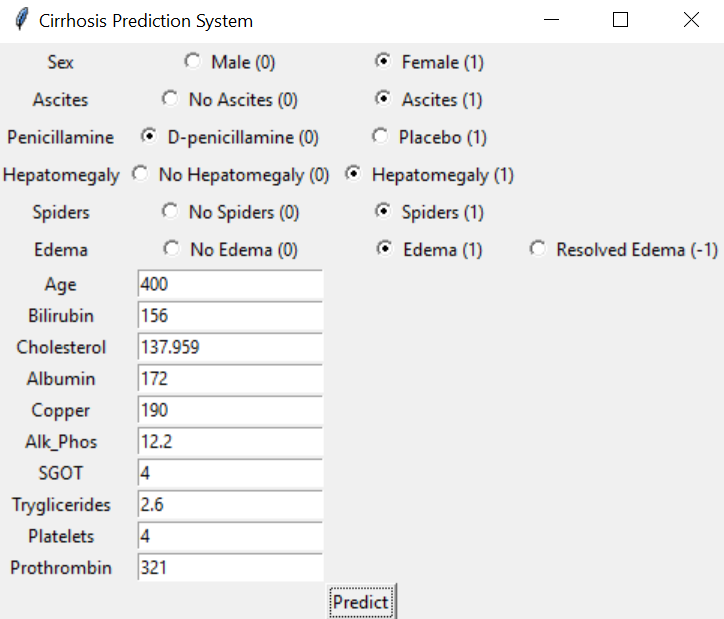 Cirrhosis Prediction System
Sex Male (0) Female (1)
Ascites No Ascites (0) Ascites (1)
Penicillamine D-penicillamine (0) Placebo (1)
Hepatomegaly No Hepatomegaly (0) Hepatomegaly (1)
Spiders No Spiders (0) Spiders (1)
Edema No Edema (0) Edema (1) Resolved Edema (-1)
Age 400
Bilirubin 156
Cholesterol 137.959
Albumin 172
Copper 190
Alk_Phos 12.2
SGOT 4
Tryglicerides 2.6
Platelets 4
Prothrombin 321
Predict